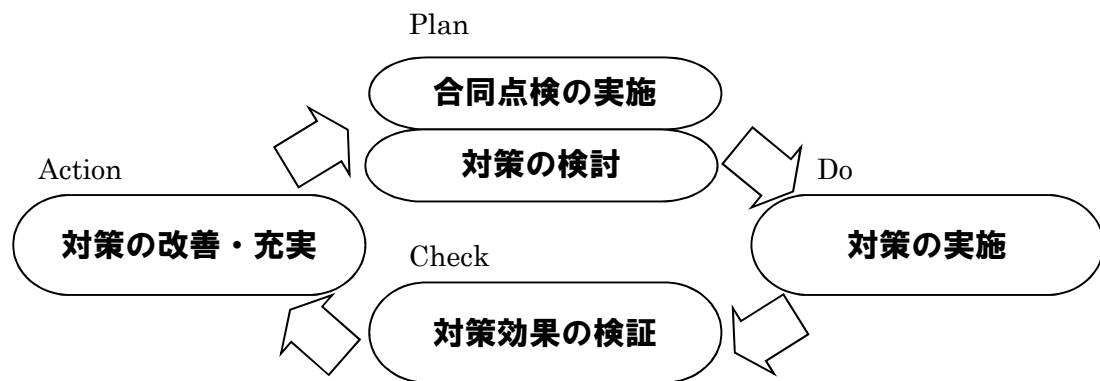 Plan
合同点検の実施
対策の検討
Action
Do
対策の改善・充実
対策の実施
Check
対策効果の検証